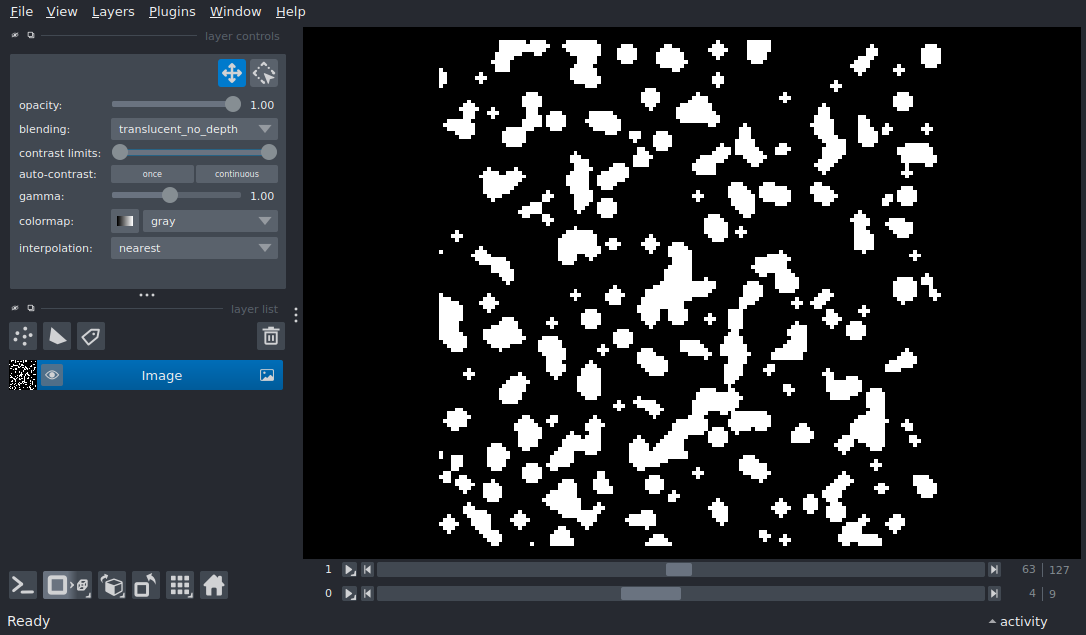 File View Layers Plugins Window Help
layer controls
opacity: 1.00
blending: translucent_no_depth
contrast limits:
auto-contrast: once continuous
gamma: 1.00
colormap: gray
interpolation: nearest
layer list
Image
1 63 127
0 4 9
Ready activity